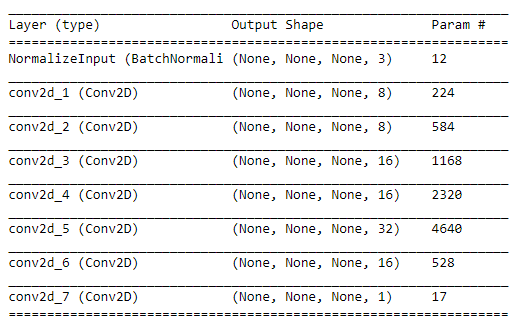 Layer (type) Output Shape Param #
NormalizeInput (BatchNormali (None, None, None, 3) 12
conv2d_1 (Conv2D) (None, None, None, 8) 224
conv2d_2 (Conv2D) (None, None, None, 8) 584
conv2d_3 (Conv2D) (None, None, None, 16) 1168
conv2d_4 (Conv2D) (None, None, None, 16) 2320
conv2d_5 (Conv2D) (None, None, None, 32) 4640
conv2d_6 (Conv2D) (None, None, None, 16) 528
conv2d_7 (Conv2D) (None, None, None, 1) 17